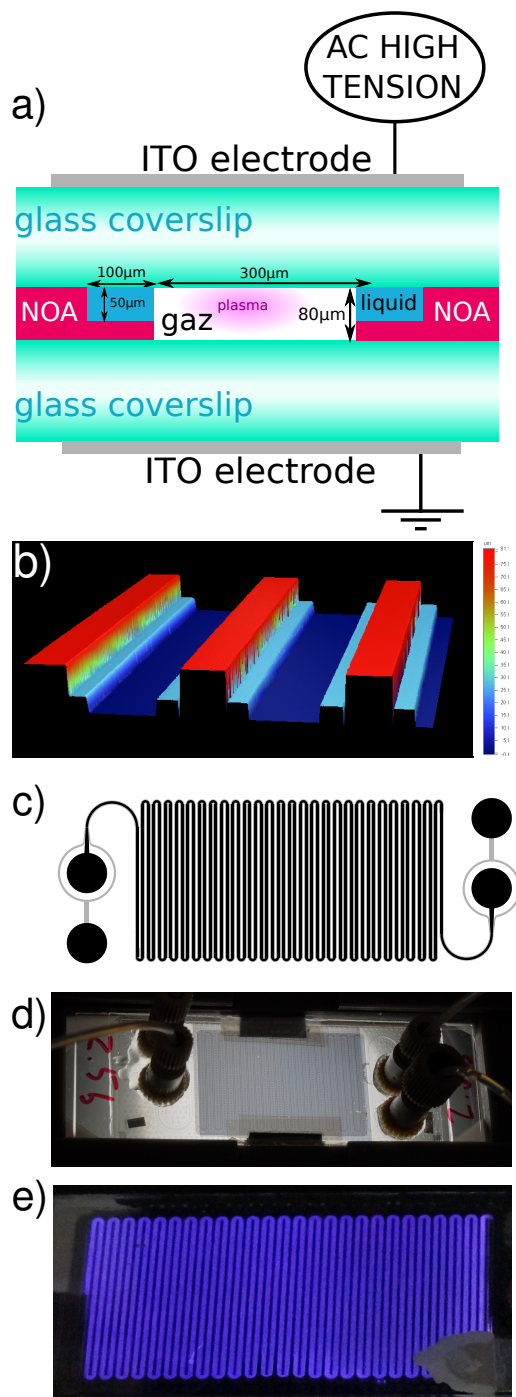 AC HIGH
TENSION
a)
ITO electrode
glass coverslip
100µm
300µm
NOA
50µm
plasma
gaz
80µm
liquid
NOA
glass coverslip
ITO electrode
b)
c)
d)
e)